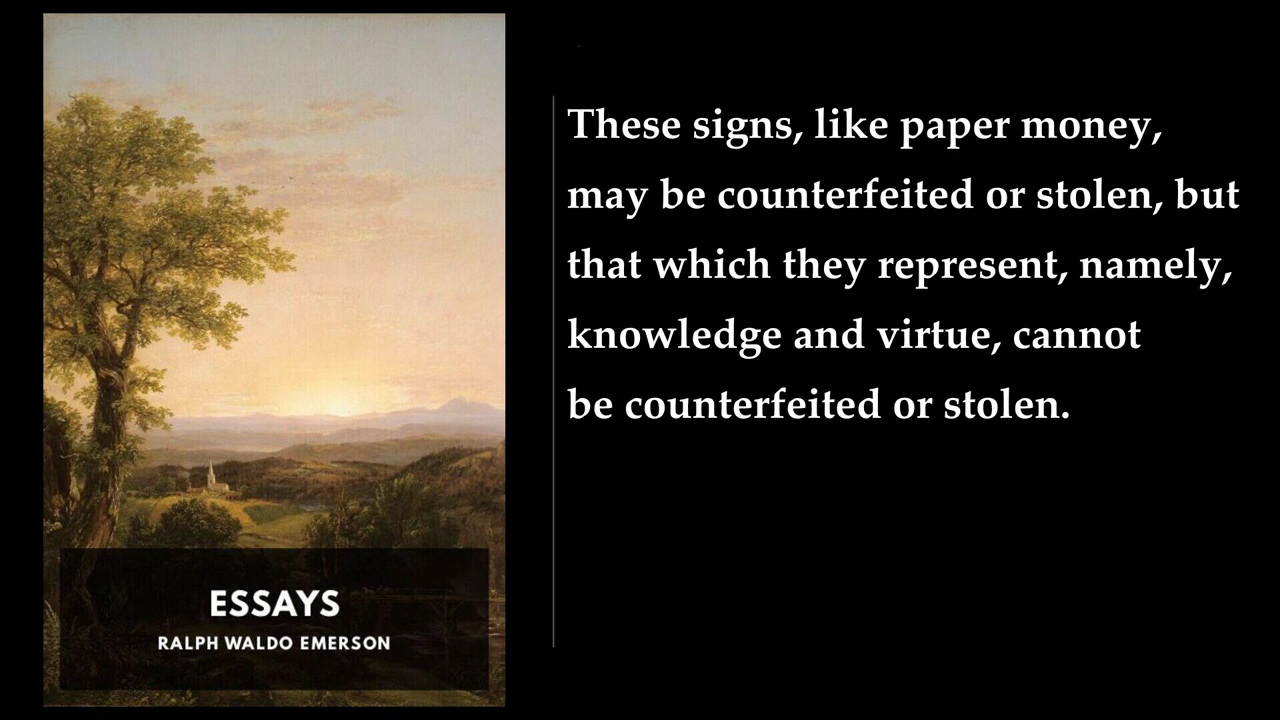 ESSAYS
RALPH WALDO EMERSON
These signs, like paper money,
may be counterfeited or stolen, but
that which they represent, namely,
knowledge and virtue, cannot
be counterfeited or stolen.